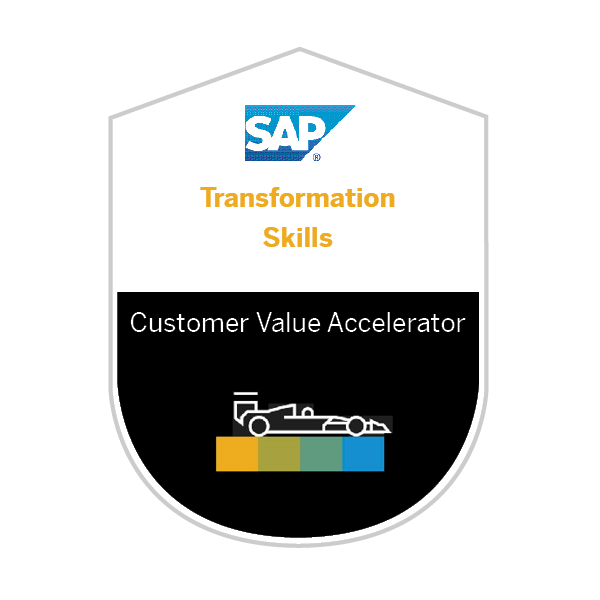 SAP
®
Transformation
Skills
Customer Value Accelerator